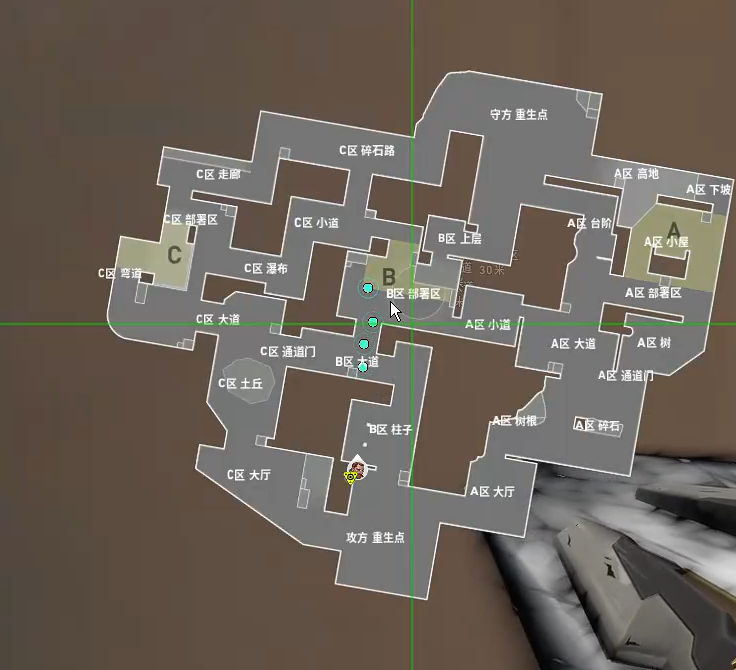 守方 重生点
C区 碎石路
C区 走廊
A区 高地
A区 下坡
C区 部署区
C区 小道
A区 台阶
A
B区 上层
A区 小屋
C
C区 弯道
C区 瀑布
B
道 30米
B区 部署区
A区 部署区
C区 大道
A区 小道
A区 大道
A区 树
C区 通道门
B区 大道
A区 通道门
C区 土丘
A区 树根
A区 碎石
B区 柱子
C区 大厅
A区 大厅
攻方 重生点